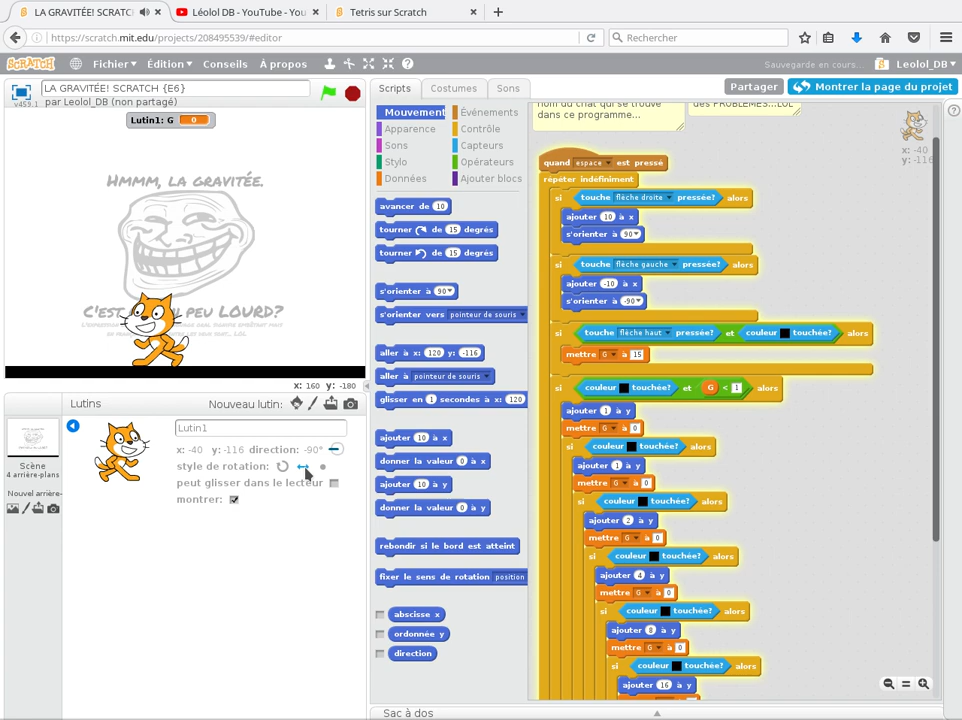 LA GRAVITÉE! SCRATCH
Léolol DB - YouTube - You
Tetris sur Scratch
https://scratch.mit.edu/projects/208495539/#editor
Rechercher
SCRATCH
Fichier
Édition
Conseils
À propos
Sauvegarde en cours...
Leolol_DB
v459.1
LA GRAVITÉE! SCRATCH {E6}
par Leolol_DB (non partagé)
Scripts
Costumes
Sons
Partager
Montrer la page du projet
Lutin1: G 0
HMMM, LA GRAVITÉE.
PEU LOURD?
x: 160 y: -180
Lutins
Nouveau lutin:
Lutin1
x: -40 y: -116 direction: -90°
style de rotation:
peut glisser dans le lecteur
montrer:
Scène
4 arrière-plans
Nouvel arrière-
Mouvement
Apparence
Sons
Stylo
Données
Événements
Contrôle
Capteurs
Opérateurs
Ajouter blocs
avancer de 10
tourner 15 degrés
tourner 15 degrés
s'orienter à 90
s'orienter vers pointeur de souris
aller à x: 120 y: -116
aller à pointeur de souris
glisser en 1 secondes à x: 120
ajouter 10 à x
donner la valeur 0 à x
ajouter 10 à y
donner la valeur 0 à y
rebondir si le bord est atteint
fixer le sens de rotation position
abscisse x
ordonnée y
direction
nom du chat qui se trouve
dans ce programme...
des PROBLÈMES...LOL
x: -40
y: -116
quand espace est pressé
répéter indéfiniment
si touche flèche droite pressée? alors
ajouter 10 à x
s'orienter à 90
si touche flèche gauche pressée? alors
ajouter -10 à x
s'orienter à -90
si touche flèche haut pressée? et couleur touchée? alors
mettre G à 15
si couleur touchée? et G < 1 alors
ajouter 1 à y
mettre G à 0
si couleur touchée? alors
ajouter 1 à y
mettre G à 0
si couleur touchée? alors
ajouter 2 à y
mettre G à 0
si couleur touchée? alors
ajouter 4 à y
mettre G à 0
si couleur touchée? alors
ajouter 8 à y
mettre G à 0
si couleur touchée? alors
ajouter 16 à y
Sac à dos